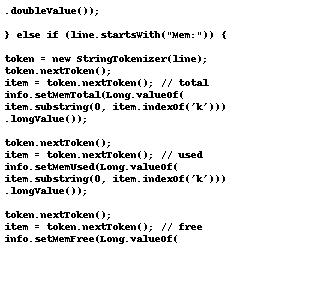 .doubleValue());
} else if (line.startsWith("Mem:")) {
token = new StringTokenizer(line);
token.nextToken();
item = token.nextToken(); // total
info.setMemTotal(Long.valueOf(
item.substring(0, item.indexOf('k')))
.longValue());
token.nextToken();
item = token.nextToken(); // used
info.setMemUsed(Long.valueOf(
item.substring(0, item.indexOf('k')))
.longValue());
token.nextToken();
item = token.nextToken(); // free
info.setMemFree(Long.valueOf(